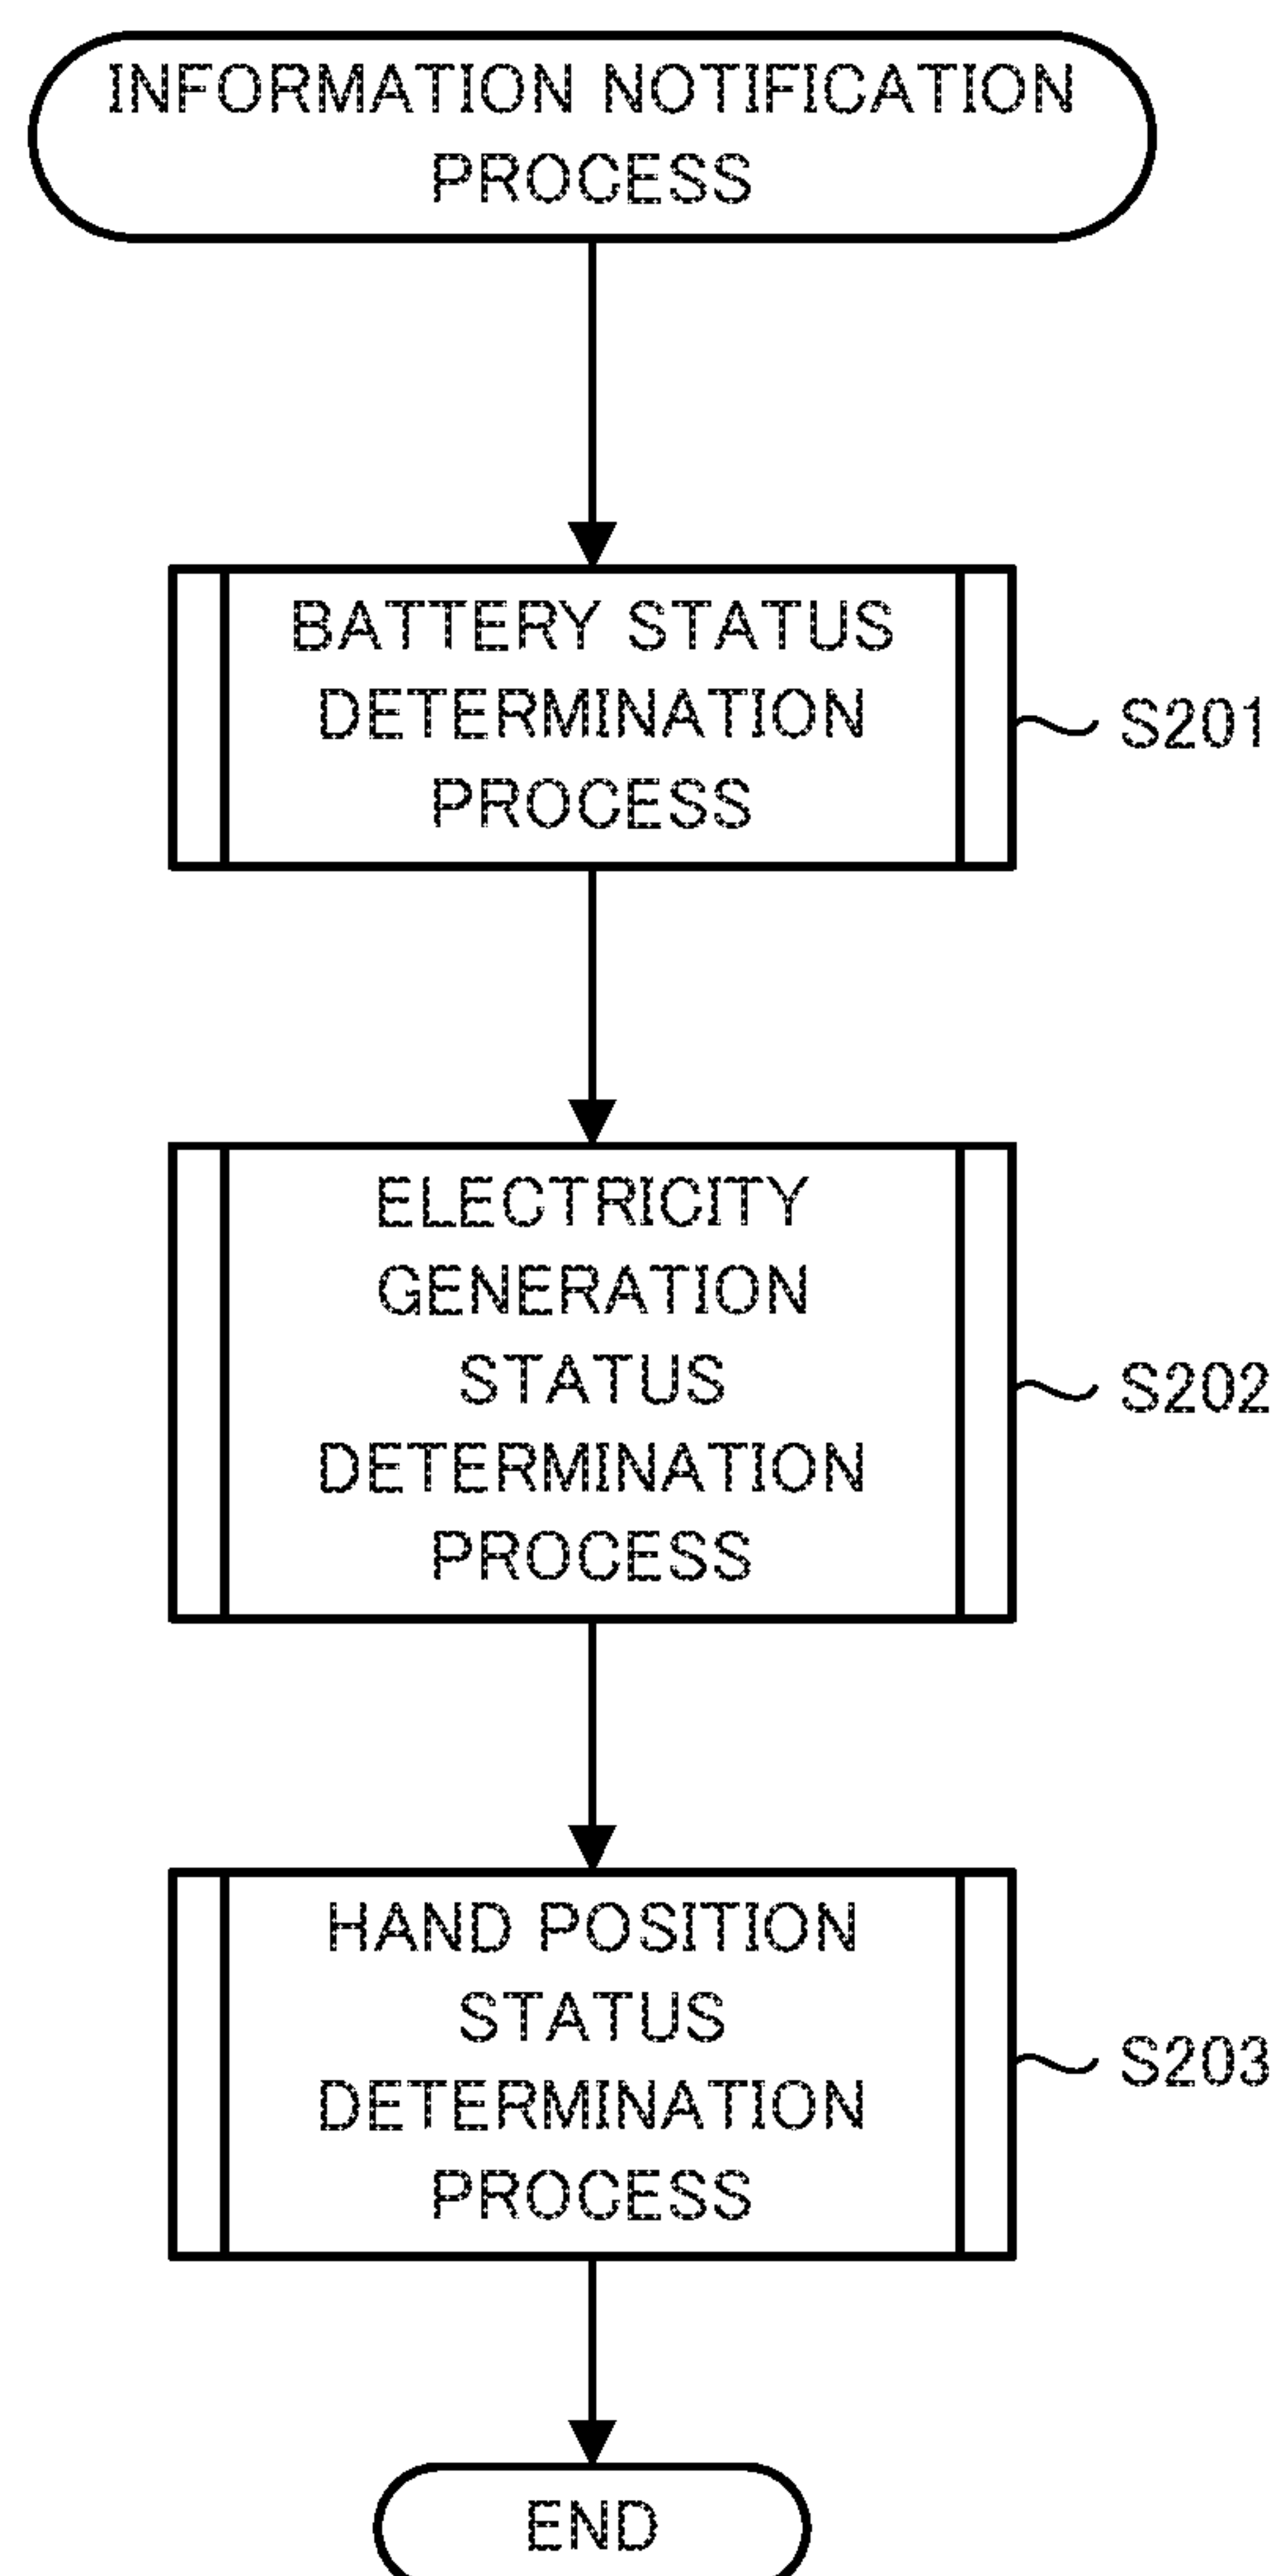 INFORMATION NOTIFICATION
PROCESS
BATTERY STATUS
DETERMINATION
PROCESS
S201
ELECTRICITY
GENERATION
STATUS
DETERMINATION
PROCESS
S202
HAND POSITION
STATUS
DETERMINATION
PROCESS
S203
END